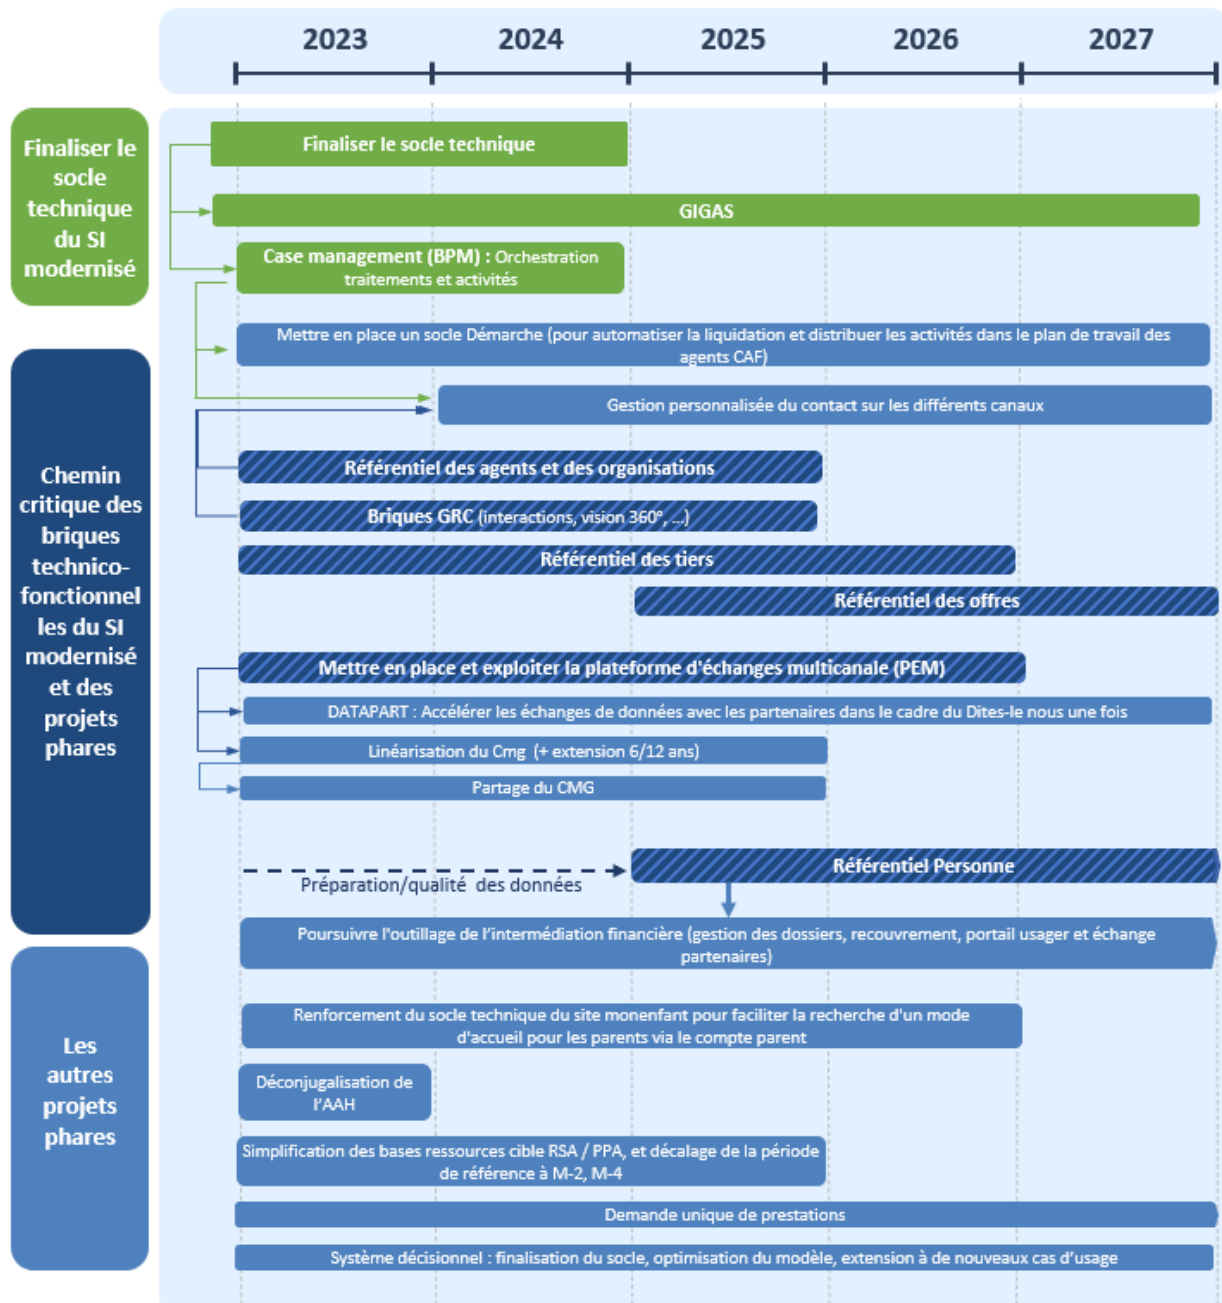 2023 2024 2025 2026 2027
Finaliser le
socle
technique
du SI
modernisé
Finaliser le socle technique
GIGAS
Case management (BPM) : Orchestration
traitements et activités
Chemin
critique des
briques
technico-
fonctionnel
les du SI
modernisé
et des
projets
phares
Mettre en place un socle Démarche (pour automatiser la liquidation et distribuer les activités dans le plan de travail des
agents CAF)
Gestion personnalisée du contact sur les différents canaux
Référentiel des agents et des organisations
Briques GRC (interactions, vision 360°, ...)
Référentiel des tiers
Référentiel des offres
Mettre en place et exploiter la plateforme d'échanges multicanale (PEM)
DATAPART : Accélérer les échanges de données avec les partenaires dans le cadre du Dites-le nous une fois
Linéarisation du Cmg (+ extension 6/12 ans)
Partage du CMG
Référentiel Personne
Préparation/qualité des données
Poursuivre l'outillage de l'intermédiation financière (gestion des dossiers, recouvrement, portail usager et échange
partenaires)
Les
autres
projets
phares
Renforcement du socle technique du site monenfant pour faciliter la recherche d'un mode
d'accueil pour les parents via le compte parent
Déconjugalisation de
l'AAH
Simplification des bases ressources cible RSA / PPA, et décalage de la période
de référence à M-2, M-4
Demande unique de prestations
Système décisionnel : finalisation du socle, optimisation du modèle, extension à de nouveaux cas d'usage